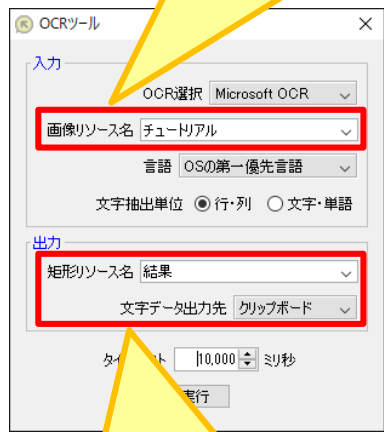 OCRツール
入力
OCR選択 Microsoft OCR
画像リソース名 チュートリアル
言語 OSの第一優先言語
文字抽出単位 行・列 文字・単語
出力
矩形リソース名 結果
文字データ出力先 クリップボード
10,000 ミリ秒
実行